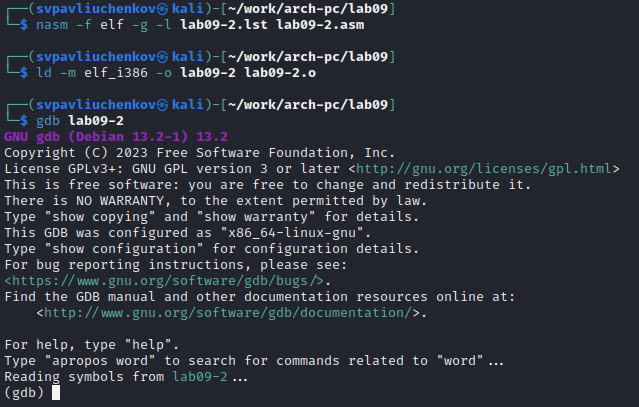 ┌──(svpavliuchenkov㉿kali)-[~/work/arch-pc/lab09]
└─$ nasm -f elf -g -l lab09-2.lst lab09-2.asm
┌──(svpavliuchenkov㉿kali)-[~/work/arch-pc/lab09]
└─$ ld -m elf_i386 -o lab09-2 lab09-2.o
┌──(svpavliuchenkov㉿kali)-[~/work/arch-pc/lab09]
└─$ gdb lab09-2
GNU gdb (Debian 13.2-1) 13.2
Copyright (C) 2023 Free Software Foundation, Inc.
License GPLv3+: GNU GPL version 3 or later <http://gnu.org/licenses/gpl.html>
This is free software: you are free to change and redistribute it.
There is NO WARRANTY, to the extent permitted by law.
Type "show copying" and "show warranty" for details.
This GDB was configured as "x86_64-linux-gnu".
Type "show configuration" for configuration details.
For bug reporting instructions, please see:
<https://www.gnu.org/software/gdb/bugs/>.
Find the GDB manual and other documentation resources online at:
    <http://www.gnu.org/software/gdb/documentation/>.
For help, type "help".
Type "apropos word" to search for commands related to "word"...
Reading symbols from lab09-2...
(gdb)